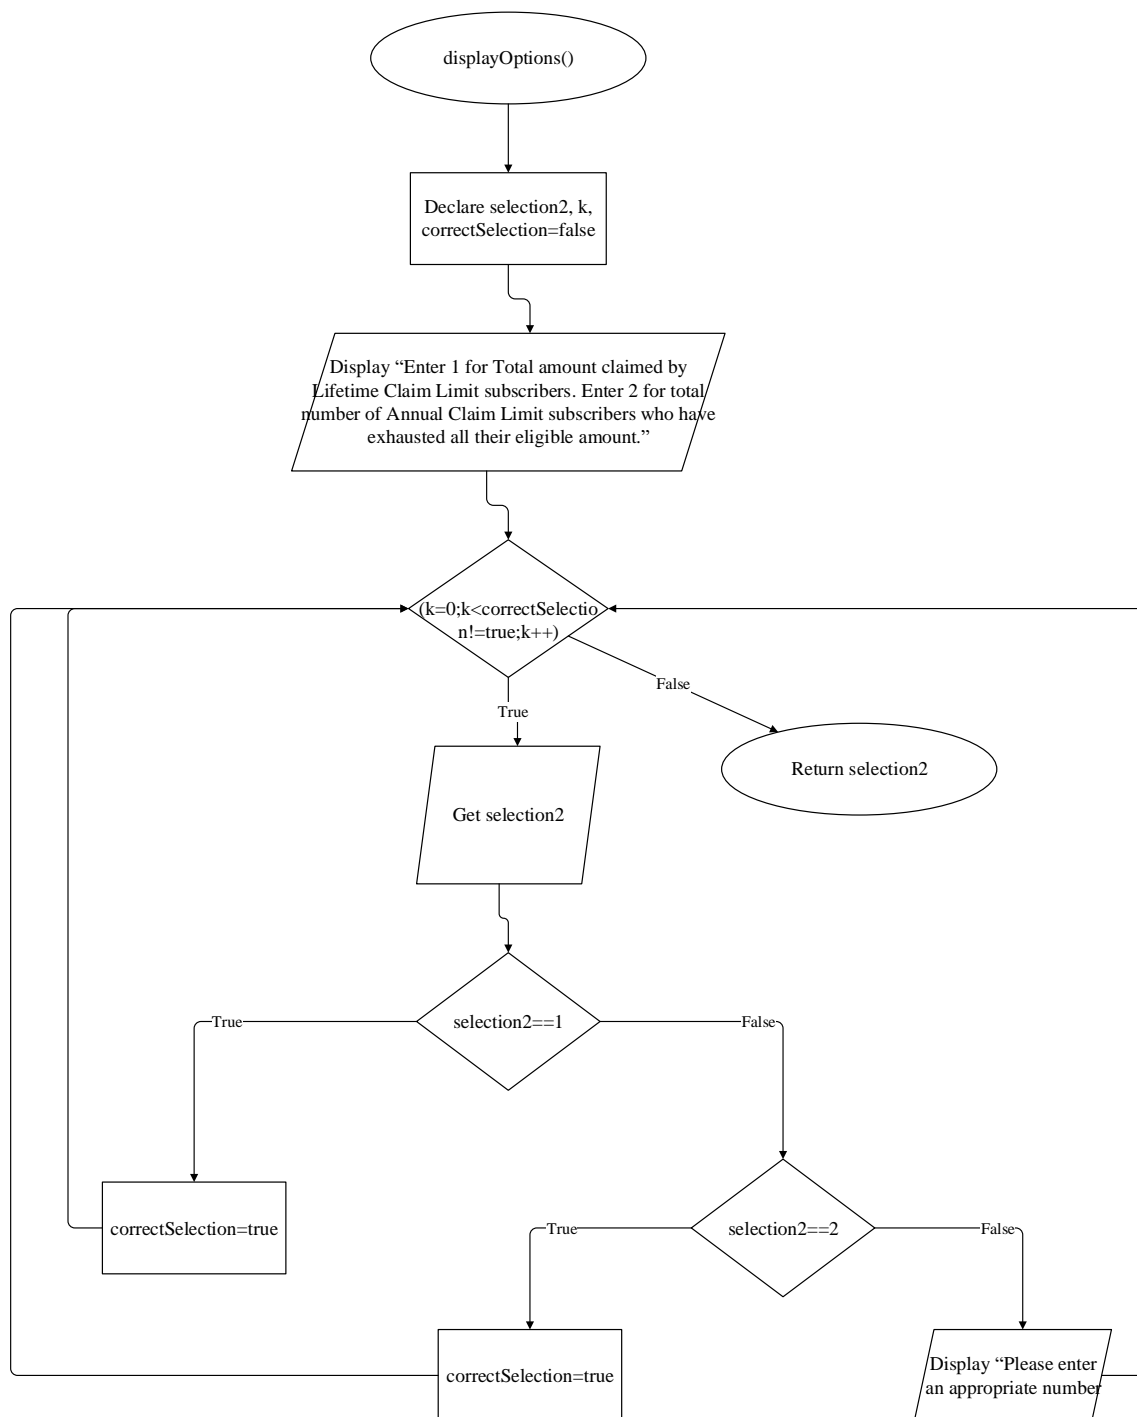 displayOptions()
Declare selection2, k,
correctSelection=false
Display “Enter 1 for Total amount claimed by
Lifetime Claim Limit subscribers. Enter 2 for total
number of Annual Claim Limit subscribers who have
exhausted all their eligible amount.”
(k=0;k<correctSelectio
n!=true;k++)
False
True
Return selection2
Get selection2
True
selection2==1
False
correctSelection=true
True
selection2==2
False
correctSelection=true
Display “Please enter
an appropriate number